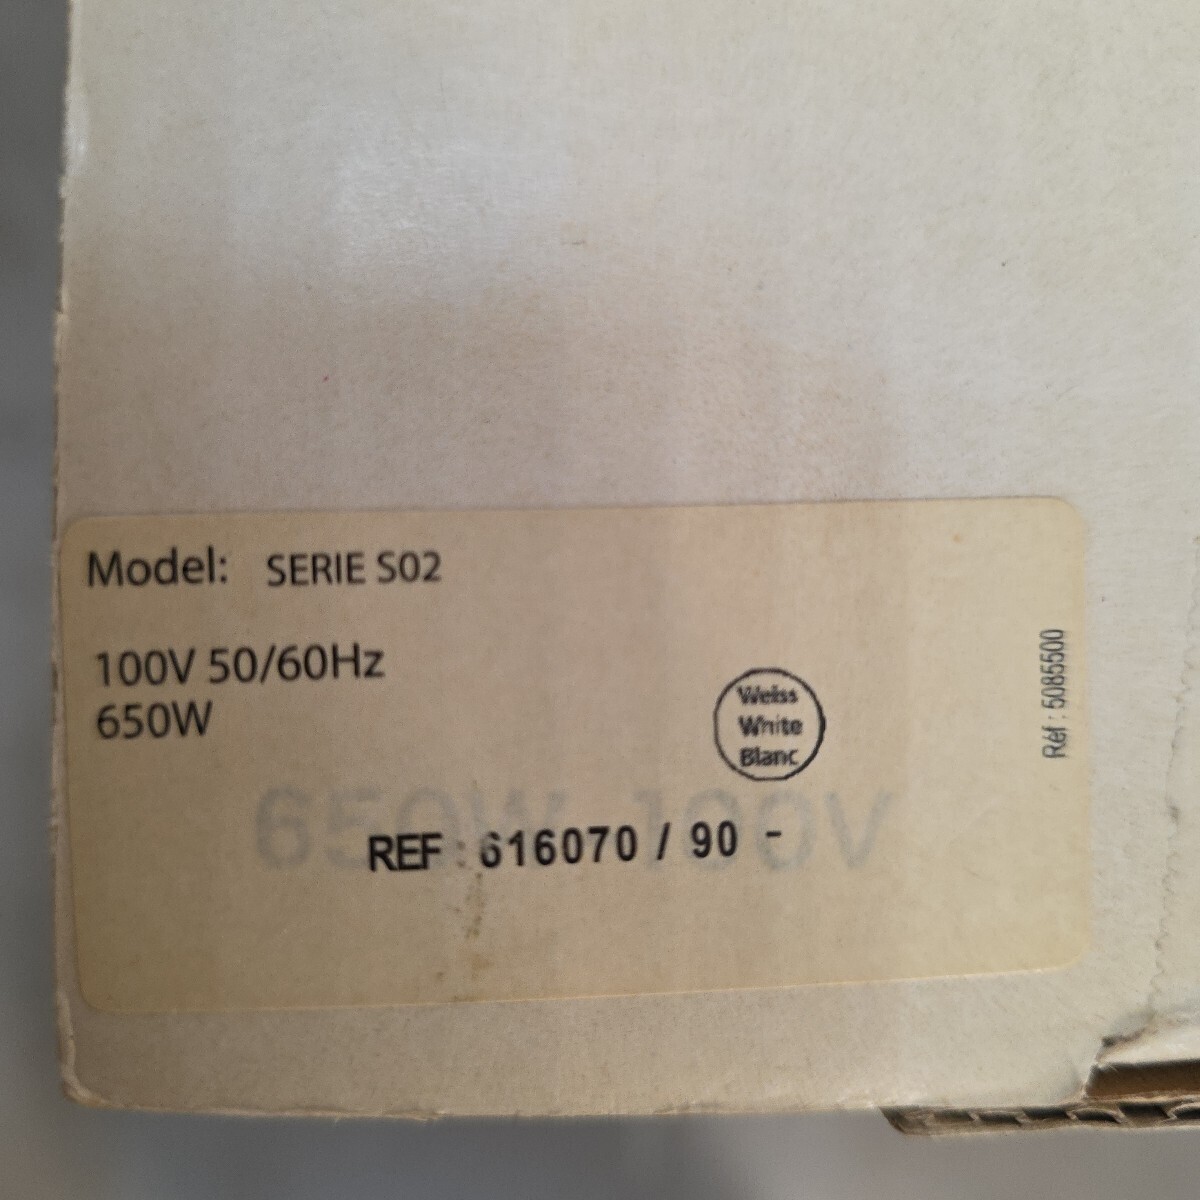 Model: SERIE S02
100V 50/60Hz
650W
Weiss
White
Blanc
Réf : 5085500
650W 100V
REF : 616070 / 90 -